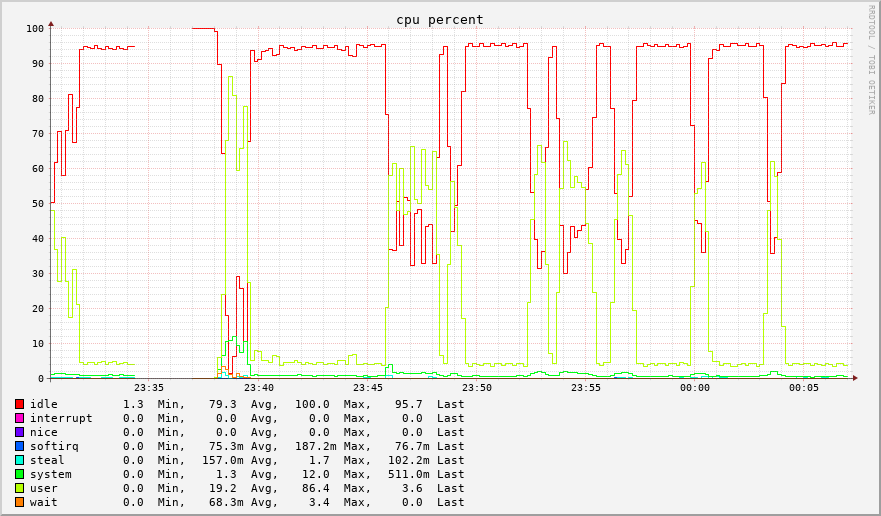 cpu percent
RRDTOOL / TOBI OETIKER
100
90
80
70
60
50
40
30
20
10
0
23:35 23:40 23:45 23:50 23:55 00:00 00:05
idle 1.3 Min, 79.3 Avg, 100.0 Max, 95.7 Last
interrupt 0.0 Min, 0.0 Avg, 0.0 Max, 0.0 Last
nice 0.0 Min, 0.0 Avg, 0.0 Max, 0.0 Last
softirq 0.0 Min, 75.3m Avg, 187.2m Max, 76.7m Last
steal 0.0 Min, 157.0m Avg, 1.7 Max, 102.2m Last
system 0.0 Min, 1.3 Avg, 12.0 Max, 511.0m Last
user 0.0 Min, 19.2 Avg, 86.4 Max, 3.6 Last
wait 0.0 Min, 68.3m Avg, 3.4 Max, 0.0 Last